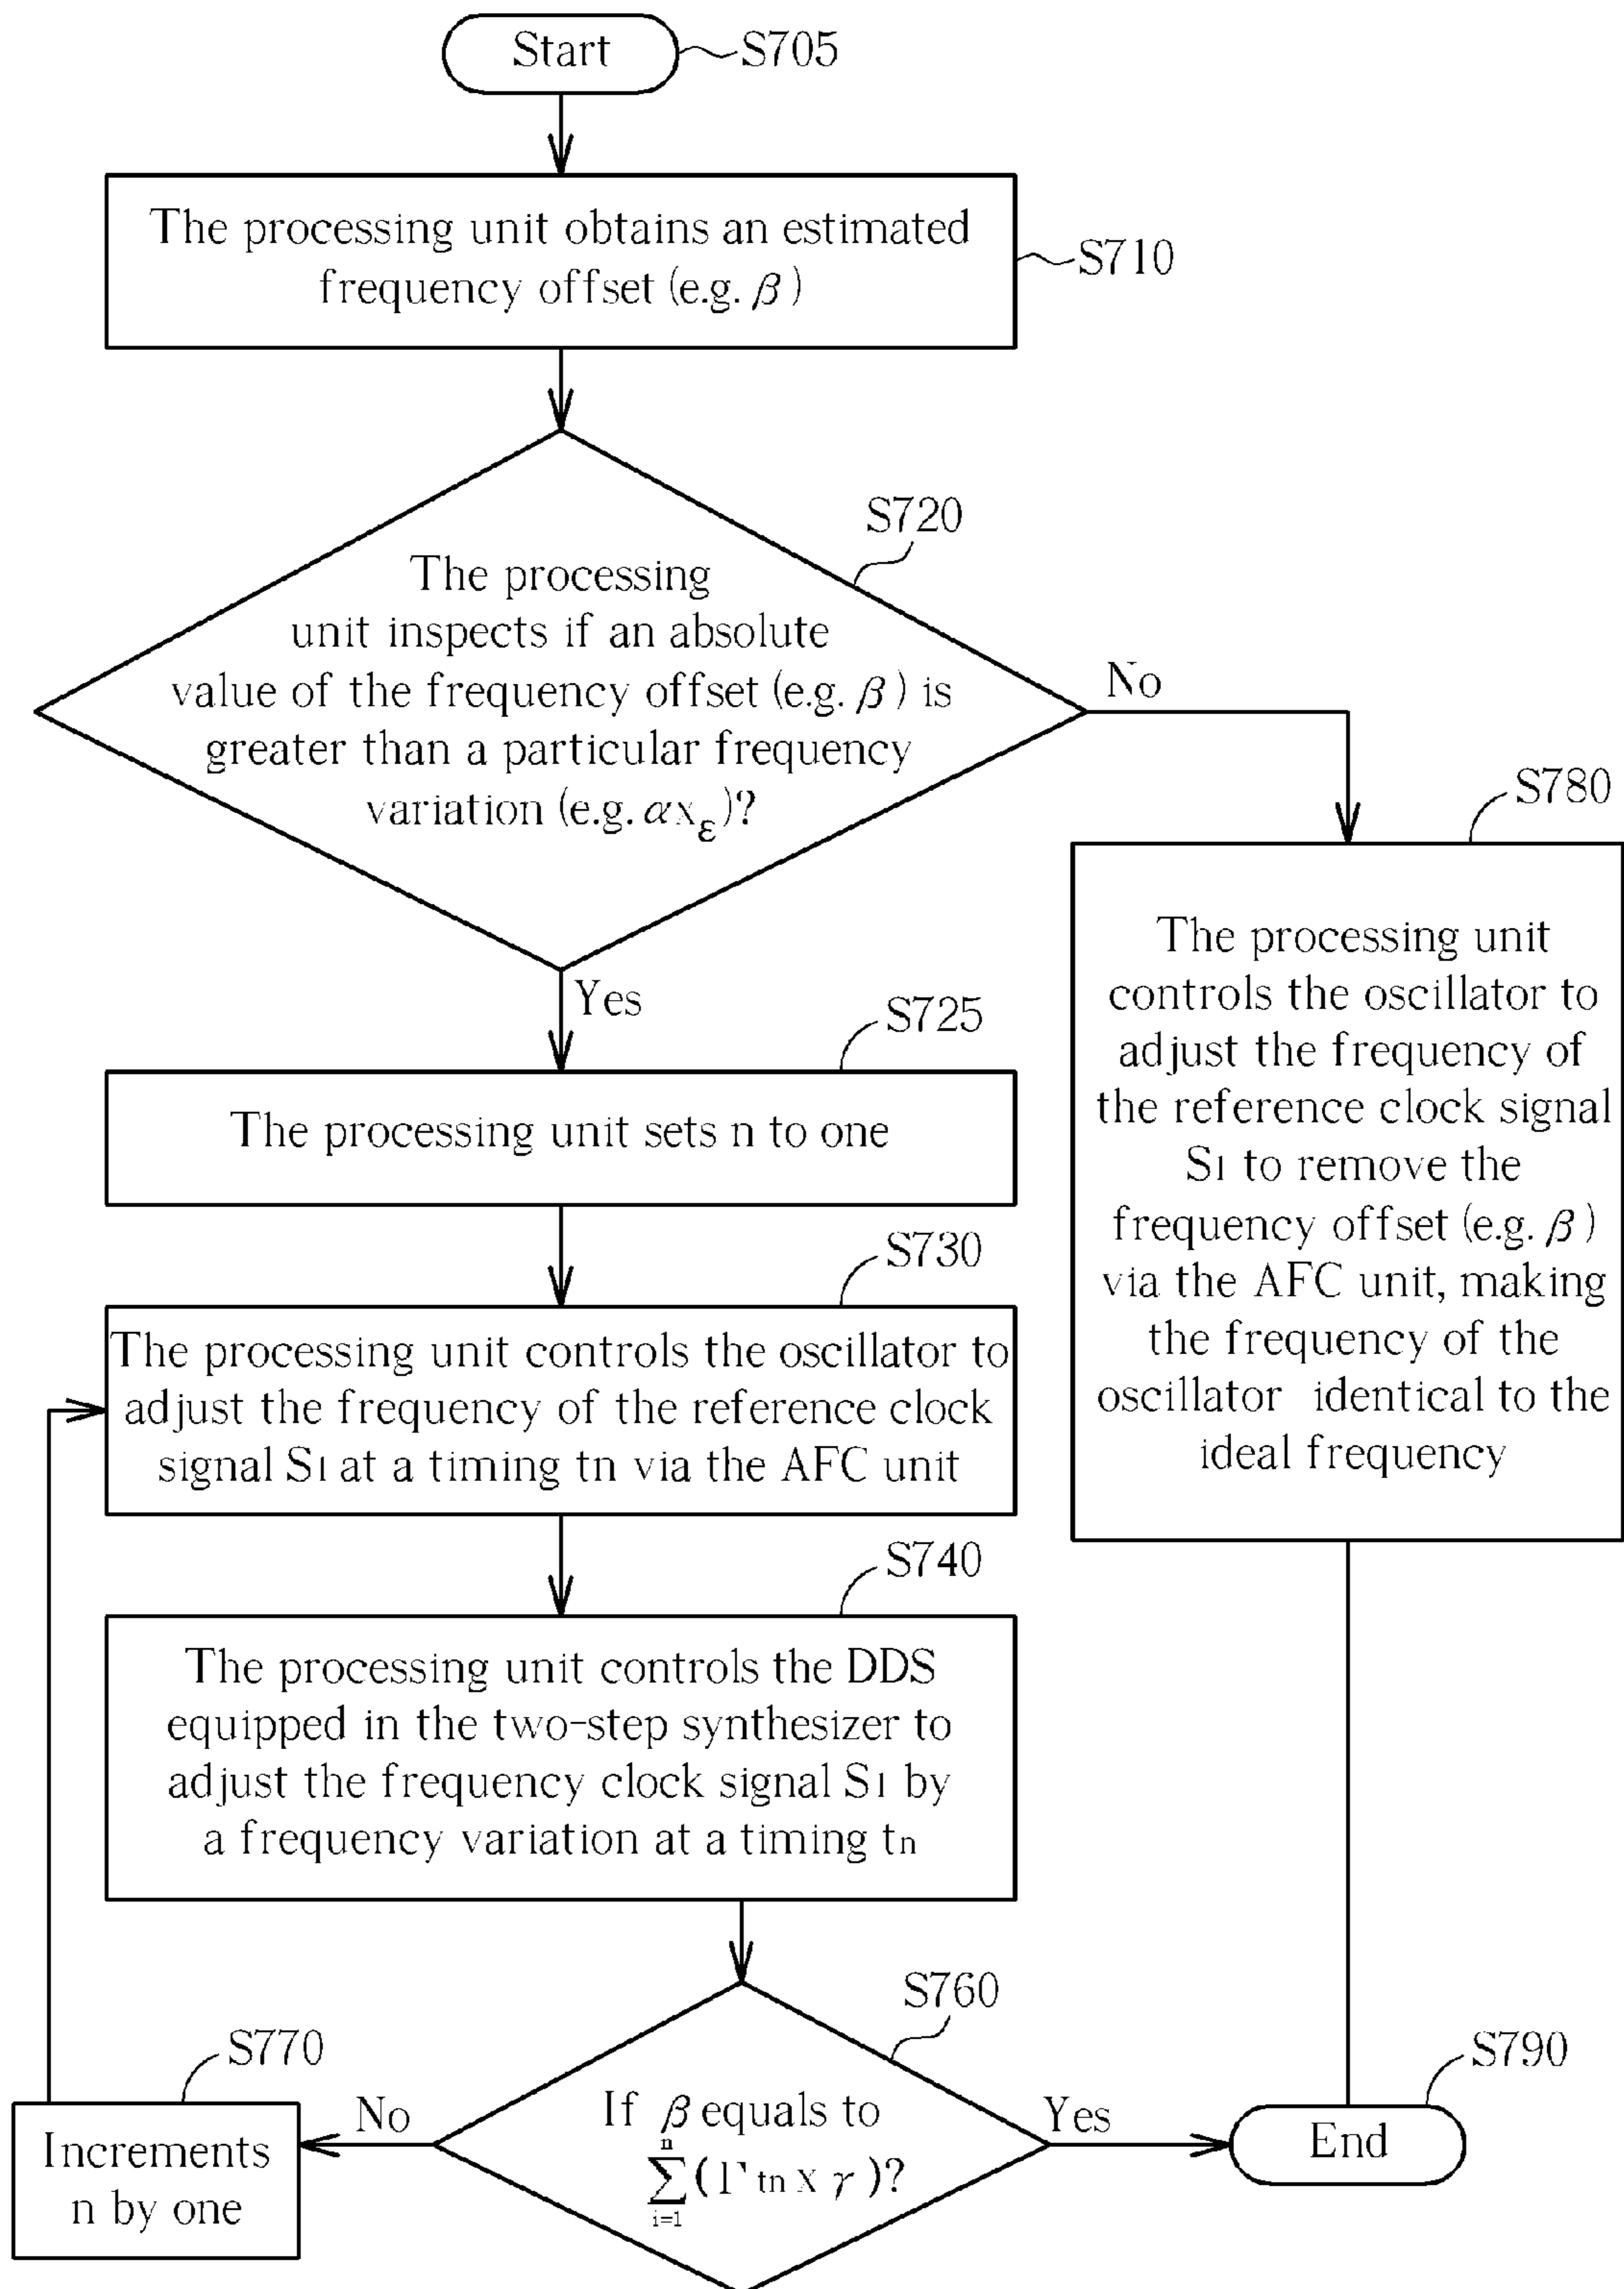 Start
S705
The processing unit obtains an estimated
frequency offset (e.g. β)
S710
S720
The processing
unit inspects if an absolute
value of the frequency offset (e.g. β) is
greater than a particular frequency
variation (e.g. αxε)?
No
Yes
S725
The processing unit sets n to one
S730
The processing unit controls the oscillator to
adjust the frequency of the reference clock
signal S1 at a timing tn via the AFC unit
S740
The processing unit controls the DDS
equipped in the two-step synthesizer to
adjust the frequency clock signal S1 by
a frequency variation at a timing tn
S780
The processing unit
controls the oscillator to
adjust the frequency of
the reference clock signal
S1 to remove the
frequency offset (e.g. β)
via the AFC unit, making
the frequency of the
oscillator identical to the
ideal frequency
S760
If β equals to
n
∑(Γtn x γ)?
i=1
No
Yes
S770
Increments
n by one
S790
End